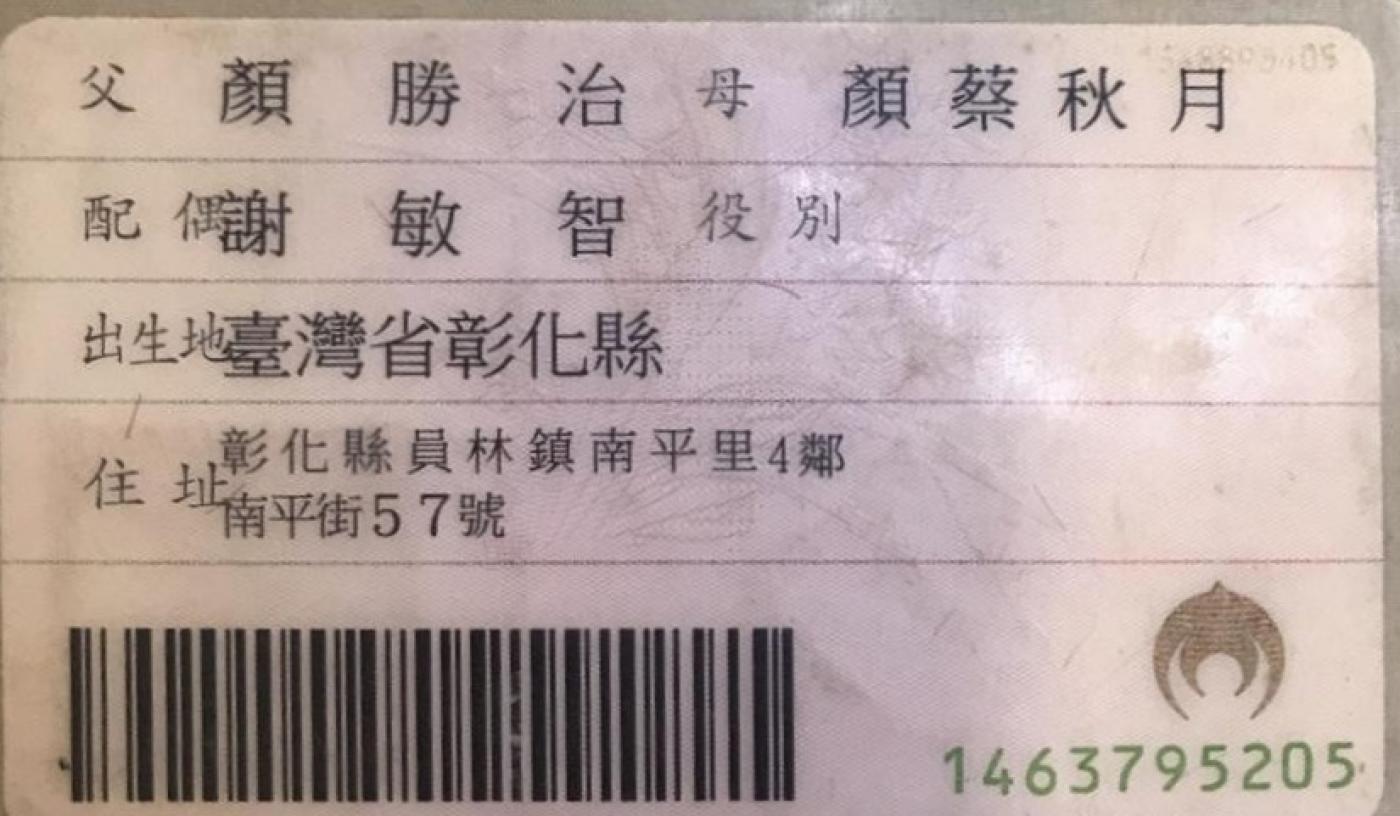 父 顏勝治 母 顏蔡秋月
配偶 謝敏智 役別
出生地 臺灣省彰化縣
住址 彰化縣員林鎮南平里4鄰
南平街57號
1463795205